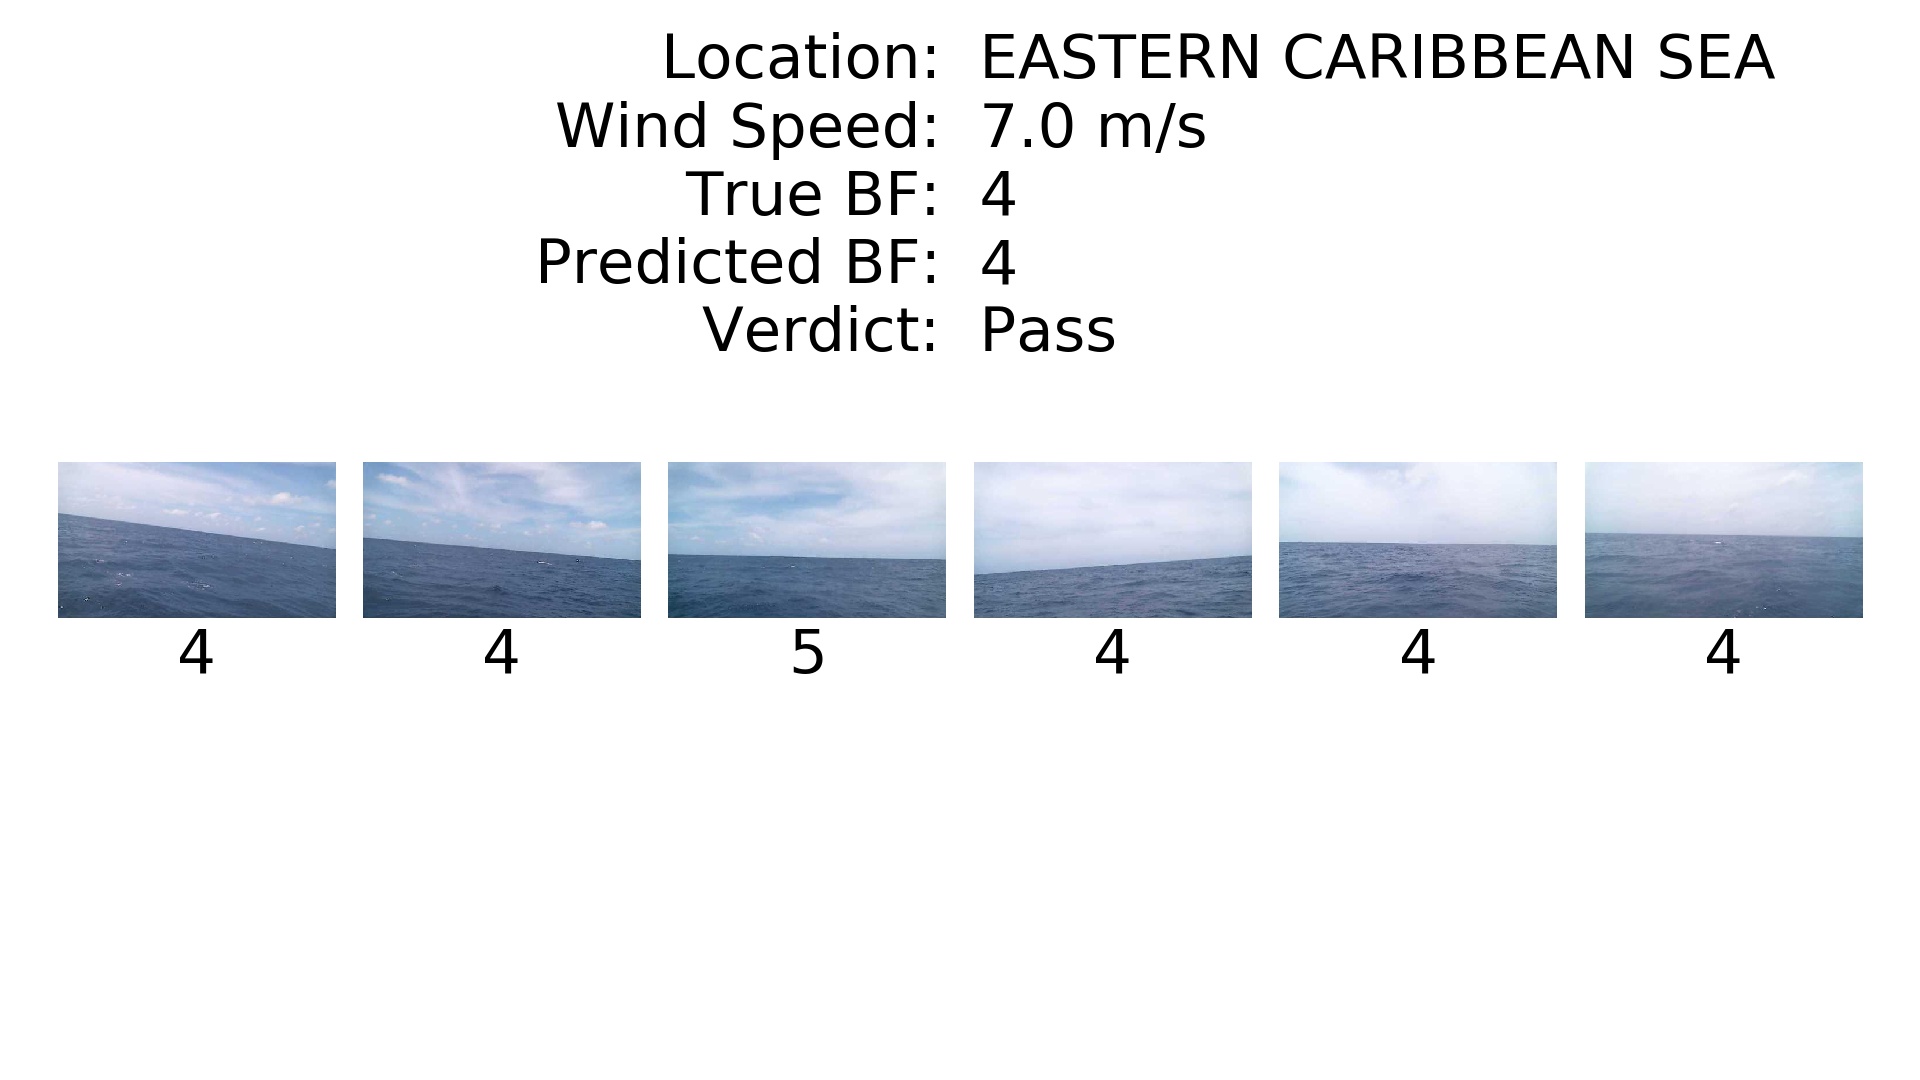 Location: EASTERN CARIBBEAN SEA
Wind Speed: 7.0 m/s
True BF: 4
Predicted BF: 4
Verdict: Pass
4 4 5 4 4 4